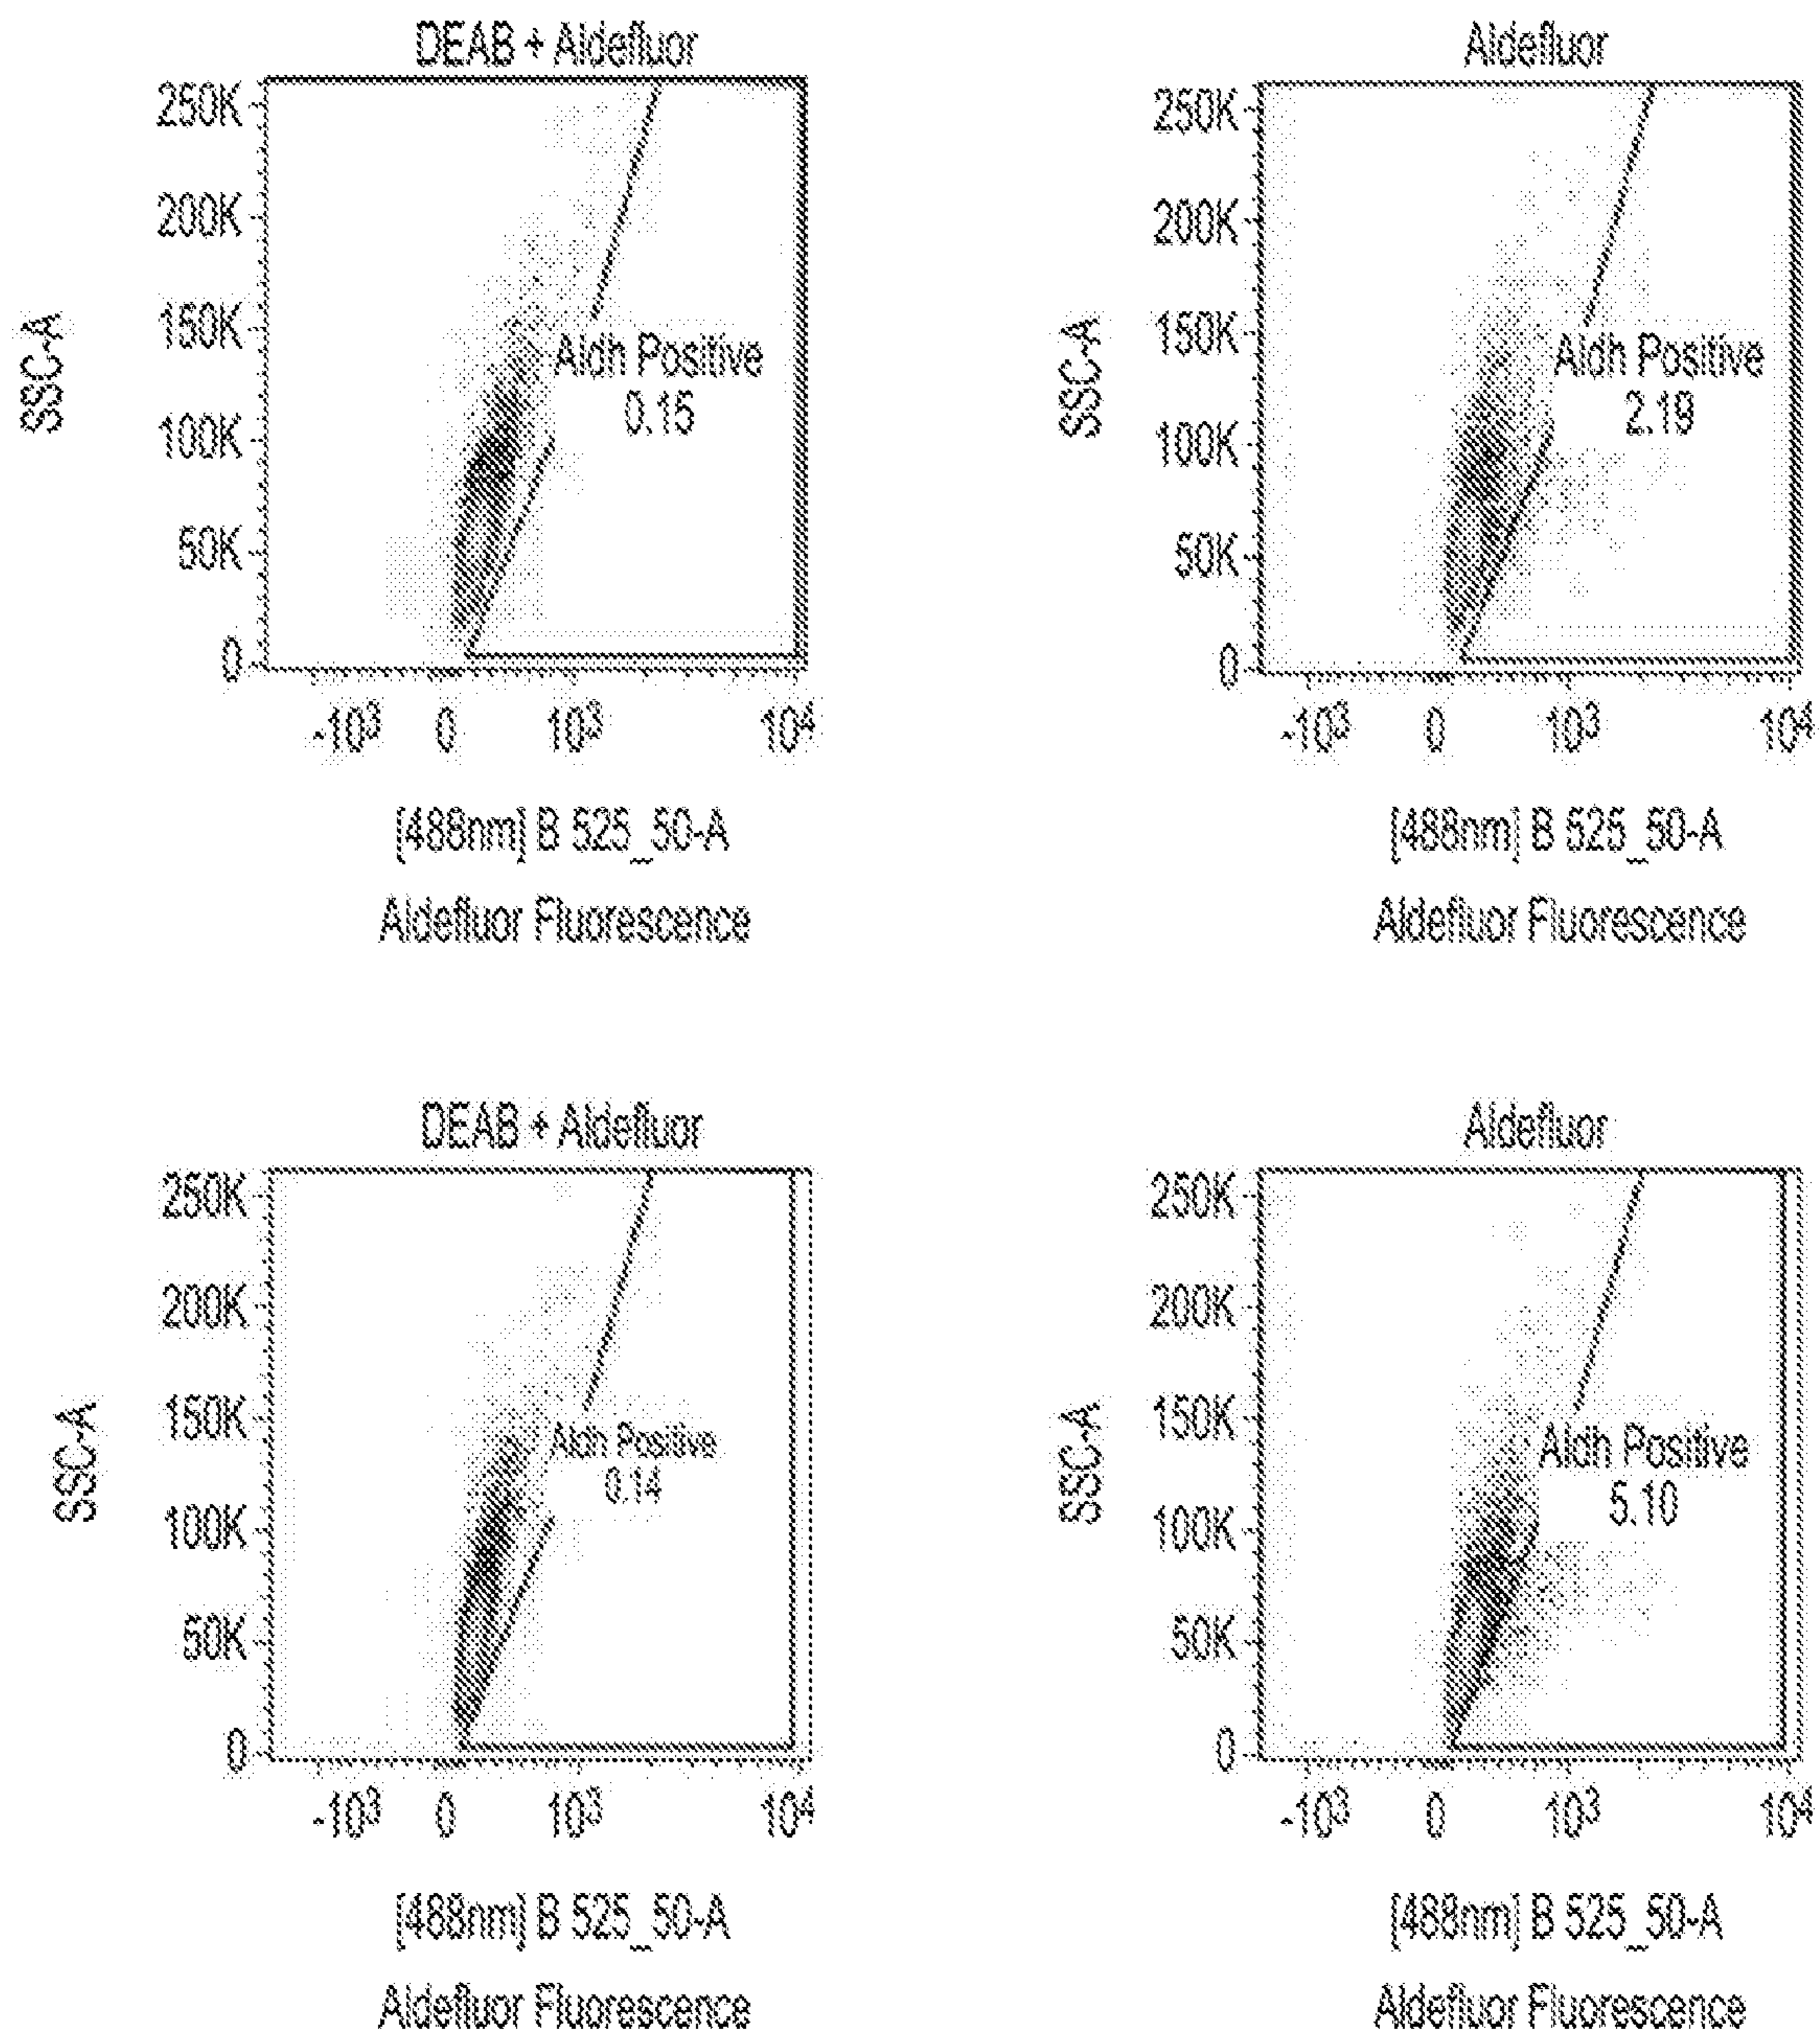 DEAB + Aldefluor
250K
200K
150K
100K
50K
0
SSC-A
Aldh Positive
0.15
-10³ 0 10³ 10⁴
[488nm] B 525_50-A
Aldefluor Fluorescence
Aldefluor
250K
200K
150K
100K
50K
0
SSC-A
Aldh Positive
2.19
-10³ 0 10³ 10⁴
[488nm] B 525_50-A
Aldefluor Fluorescence
DEAB + Aldefluor
250K
200K
150K
100K
50K
0
SSC-A
Aldh Positive
0.14
-10³ 0 10³ 10⁴
[488nm] B 525_50-A
Aldefluor Fluorescence
Aldefluor
250K
200K
150K
100K
50K
0
SSC-A
Aldh Positive
5.10
-10³ 0 10³ 10⁴
[488nm] B 525_50-A
Aldefluor Fluorescence